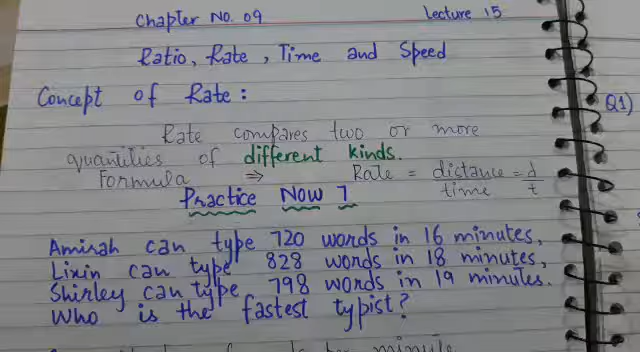 Chapter No. 09 Lecture 15
Ratio, Rate, Time and Speed
Concept of Rate:
Q1)
Rate compares two or more
quantities of different kinds.
Formula ⇒ Rate = distance/time = d/t
Practice Now 7
Amirah can type 720 words in 16 minutes,
Lixin can type 828 words in 18 minutes,
Shirley can type 798 words in 19 minutes.
Who is the fastest typist?
minute